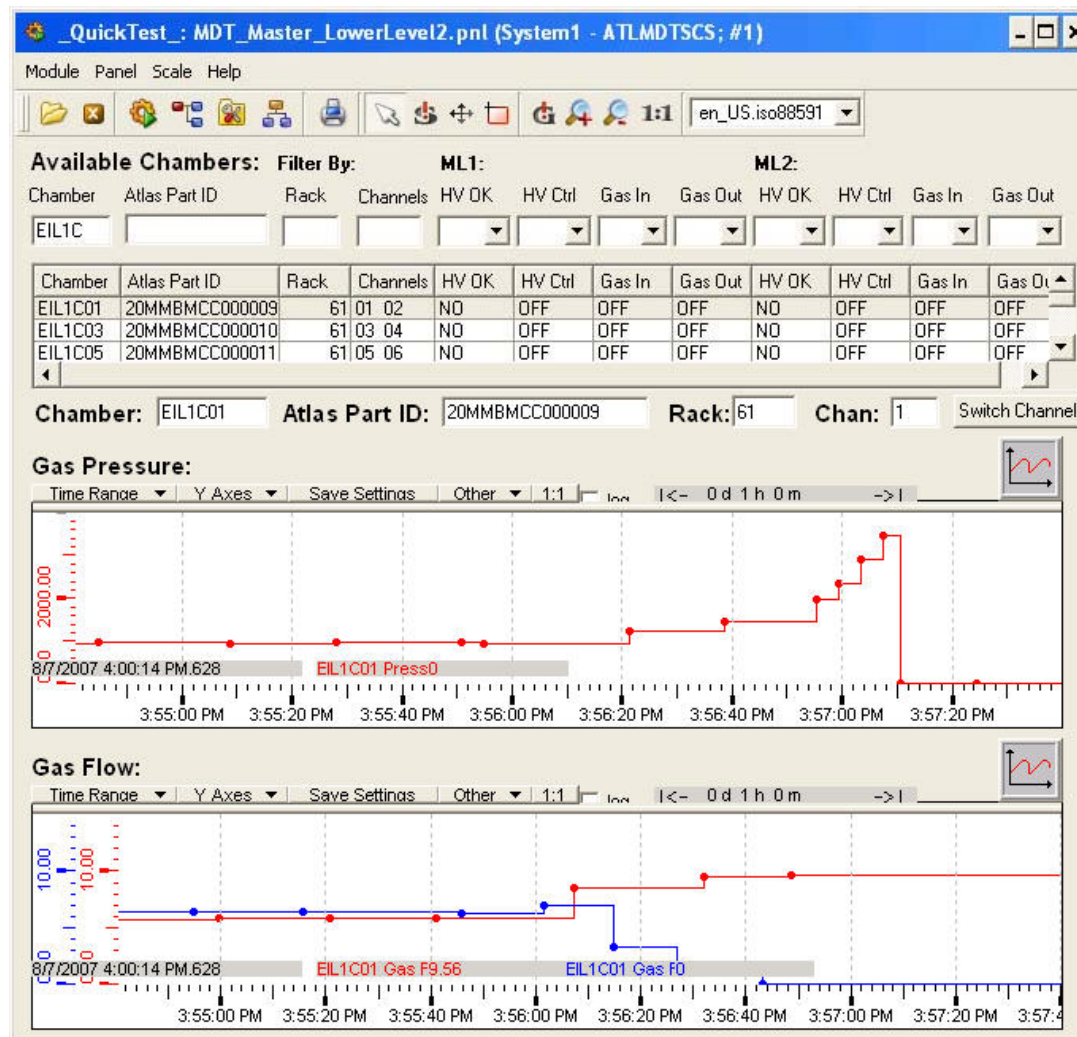 _QuickTest_: MDT_Master_LowerLevel2.pnl (System1 - ATLMDTSCS; #1)
Module Panel Scale Help
1:1 en_US.iso88591
Available Chambers: Filter By: ML1: ML2:
Chamber Atlas Part ID Rack Channels HV OK HV Ctrl Gas In Gas Out HV OK HV Ctrl Gas In Gas Out
EIL1C
Chamber Atlas Part ID Rack Channels HV OK HV Ctrl Gas In Gas Out HV OK HV Ctrl Gas In Gas Ou
EIL1C01 20MMBMCC000009 61 01 02 NO OFF OFF OFF NO OFF OFF OFF
EIL1C03 20MMBMCC000010 61 03 04 NO OFF OFF OFF NO OFF OFF OFF
EIL1C05 20MMBMCC000011 61 05 06 NO OFF OFF OFF NO OFF OFF OFF
Chamber: EIL1C01 Atlas Part ID: 20MMBMCC000009 Rack: 61 Chan: 1 Switch Channel
Gas Pressure:
Time Range Y Axes Save Settings Other 1:1 log |<- 0 d 1 h 0 m ->|
2000.00
8/7/2007 4:00:14 PM.628 EIL1C01 Press0
3:55:00 PM 3:55:20 PM 3:55:40 PM 3:56:00 PM 3:56:20 PM 3:56:40 PM 3:57:00 PM 3:57:20 PM
Gas Flow:
Time Range Y Axes Save Settings Other 1:1 log |<- 0 d 1 h 0 m ->|
10.00 10.00
8/7/2007 4:00:14 PM.628 EIL1C01 Gas F9.56 EIL1C01 Gas F0
3:55:00 PM 3:55:20 PM 3:55:40 PM 3:56:00 PM 3:56:20 PM 3:56:40 PM 3:57:00 PM 3:57:20 PM 3:57:4